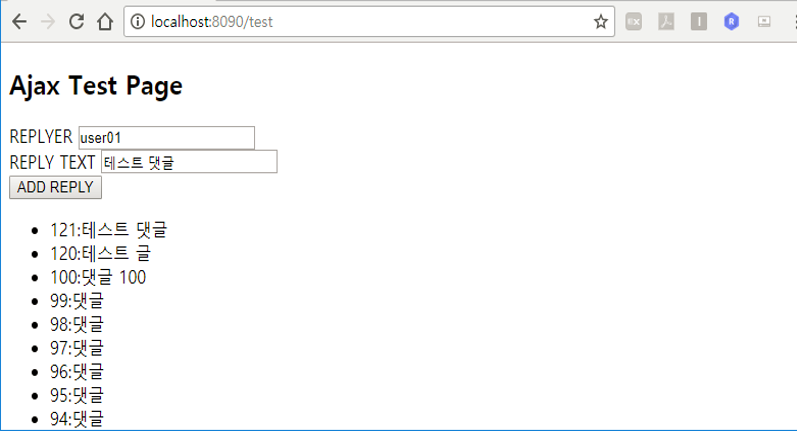 localhost:8090/test
Ajax Test Page
REPLYER user01
REPLY TEXT 테스트 댓글
ADD REPLY
121:테스트 댓글
120:테스트 글
100:댓글 100
99:댓글
98:댓글
97:댓글
96:댓글
95:댓글
94:댓글